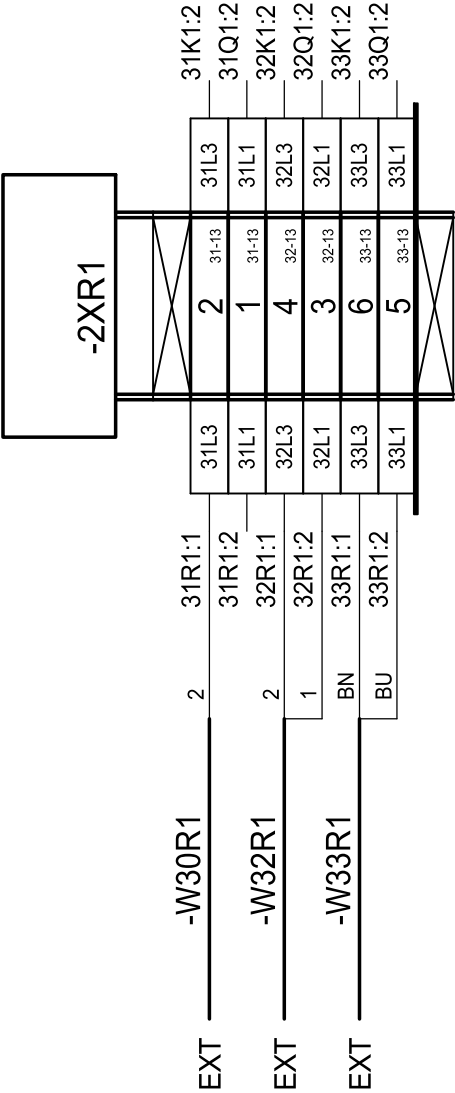 -2XR1
31K1:2
31Q1:2
32K1:2
32Q1:2
33K1:2
33Q1:2
31L3
31L1
32L3
32L1
33L3
33L1
2 31-13
1 31-13
4 32-13
3 32-13
6 33-13
5 33-13
31L3
31L1
32L3
32L1
33L3
33L1
31R1:1
31R1:2
32R1:1
32R1:2
33R1:1
33R1:2
2
2
1
BN
BU
-W30R1
-W32R1
-W33R1
EXT
EXT
EXT